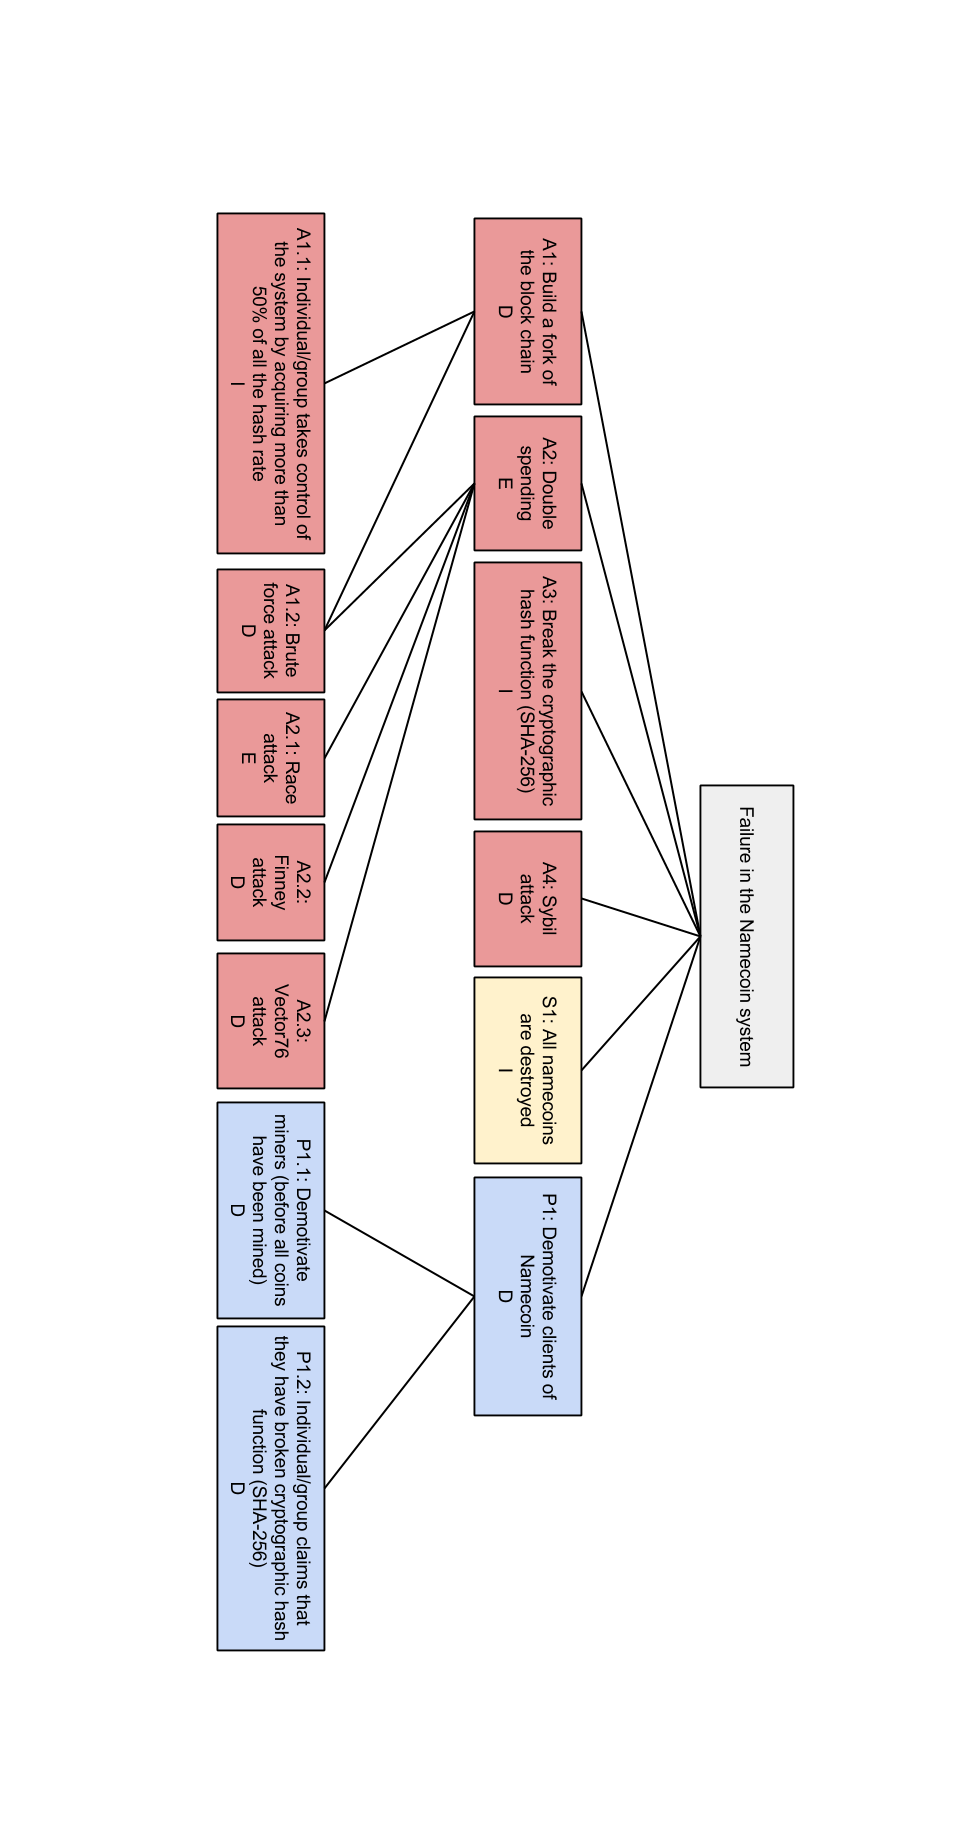 Failure in the Namecoin system
A1: Build a fork of
the block chain
D
A2: Double
spending
E
A3: Break the cryptographic
hash function (SHA-256)
I
A4: Sybil
attack
D
S1: All namecoins
are destroyed
I
P1: Demotivate clients of
Namecoin
D
A1.1: Individual/group takes control of
the system by acquiring more than
50% of all the hash rate
I
A1.2: Brute
force attack
D
A2.1: Race
attack
E
A2.2:
Finney
attack
D
A2.3:
Vector76
attack
D
P1.1: Demotivate
miners (before all coins
have been mined)
D
P1.2: Individual/group claims that
they have broken cryptographic hash
function (SHA-256)
D